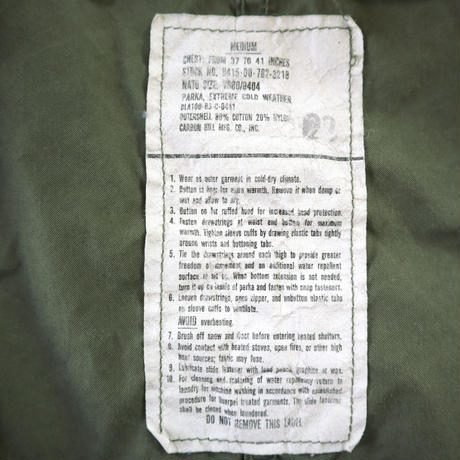 MEDIUM
CHEST: FROM 37 TO 41 INCHES
STOCK NO. 8415-00-782-3218
NATO SIZE:
PARKA, EXTREME COLD WEATHER
OUTERSHELL 80% COTTON 20% NYLON
CARBON HILL MFG. CO., INC.
1. Wear as outer garment in cold-dry climate.
2. Button in liner for extra warmth. Remove it when damp or
wet and allow to dry.
3. Button on fur ruffed hood for increased head protection.
4. Fasten drawstrings at waist and bottom for maximum
warmth. Tighten sleeve cuffs by drawing elastic tabs tightly
around wrists and buttoning tabs.
5. Tie the drawstrings around each thigh to provide greater
freedom of movement and an additional water repellent
surface to sit on. When bottom extension is not needed,
turn it up on inside of parka and fasten with snap fasteners.
6. Loosen drawstrings, open zipper, and unbutton elastic tabs
on sleeve cuffs to ventilate.
AVOID overheating.
7. Brush off snow and frost before entering heated shelters.
8. Avoid contact with heated stoves, open fires, or other high
heat sources; fabric may fuse.
9. Lubricate slide fastener with lead pencil, graphite or wax.
10. For cleaning and restoring of water repellency return to
laundry for machine washing in accordance with established
procedure for quarpel treated garments. The slide fasteners
shall be closed when laundered.
DO NOT REMOVE THIS LABEL